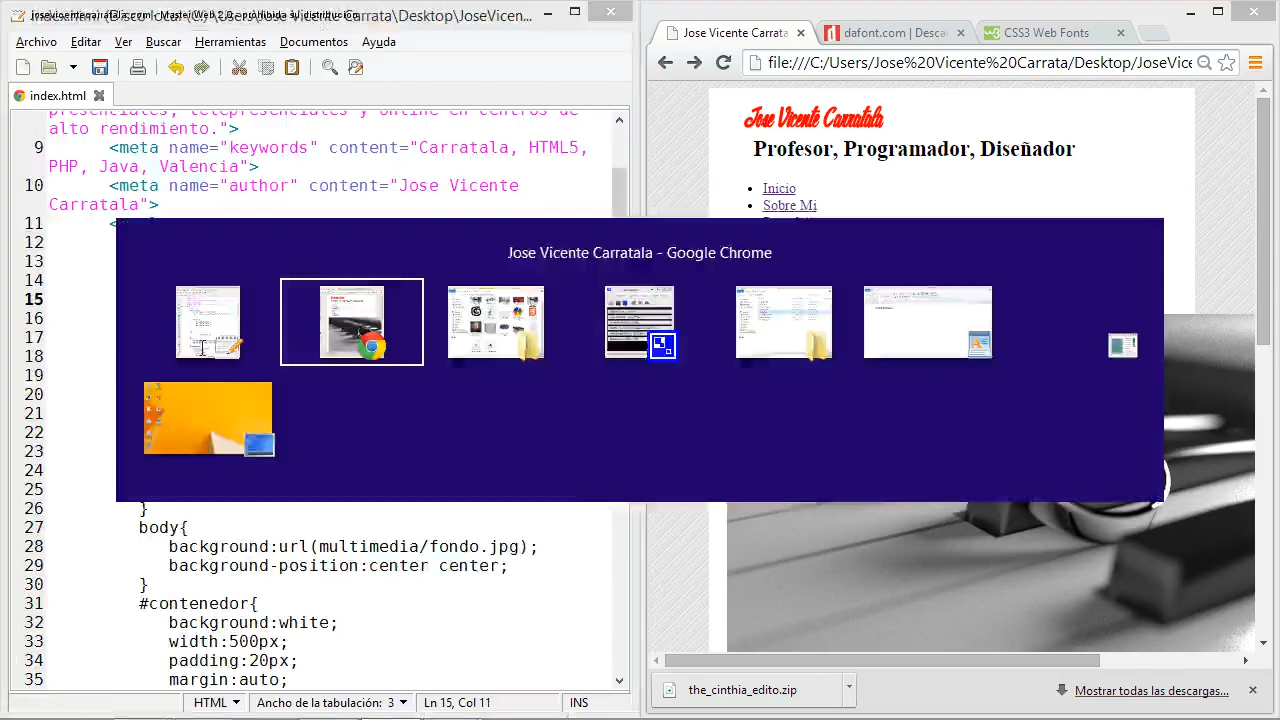 Archivo Editar Ver Buscar Herramientas Documentos Ayuda
index.html
presenciales, telepresenciales y online en centros de
alto rendimiento.">
9 <meta name="keywords" content="Carratala, HTML5,
PHP, Java, Valencia">
10 <meta name="author" content="Jose Vicente
Carratala">
11
12
13
14
15
16
17
18
19
20
21
22
23
24
25
26 }
27 body{
28 background:url(multimedia/fondo.jpg);
29 background-position:center center;
30 }
31 #contenedor{
32 background:white;
33 width:500px;
34 padding:20px;
35 margin:auto;
HTML Ancho de la tabulación: 3 Ln 15, Col 11 INS
Jose Vicente Carratala - Google Chrome
Jose Vicente Carrata dafont.com | Desca CSS3 Web Fonts
file:///C:/Users/Jose%20Vicente%20Carrata/Desktop/JoseVice
Jose Vicente Carratala
Profesor, Programador, Diseñador
Inicio
Sobre Mi
the_cinthia_edito.zip
Mostrar todas las descargas...